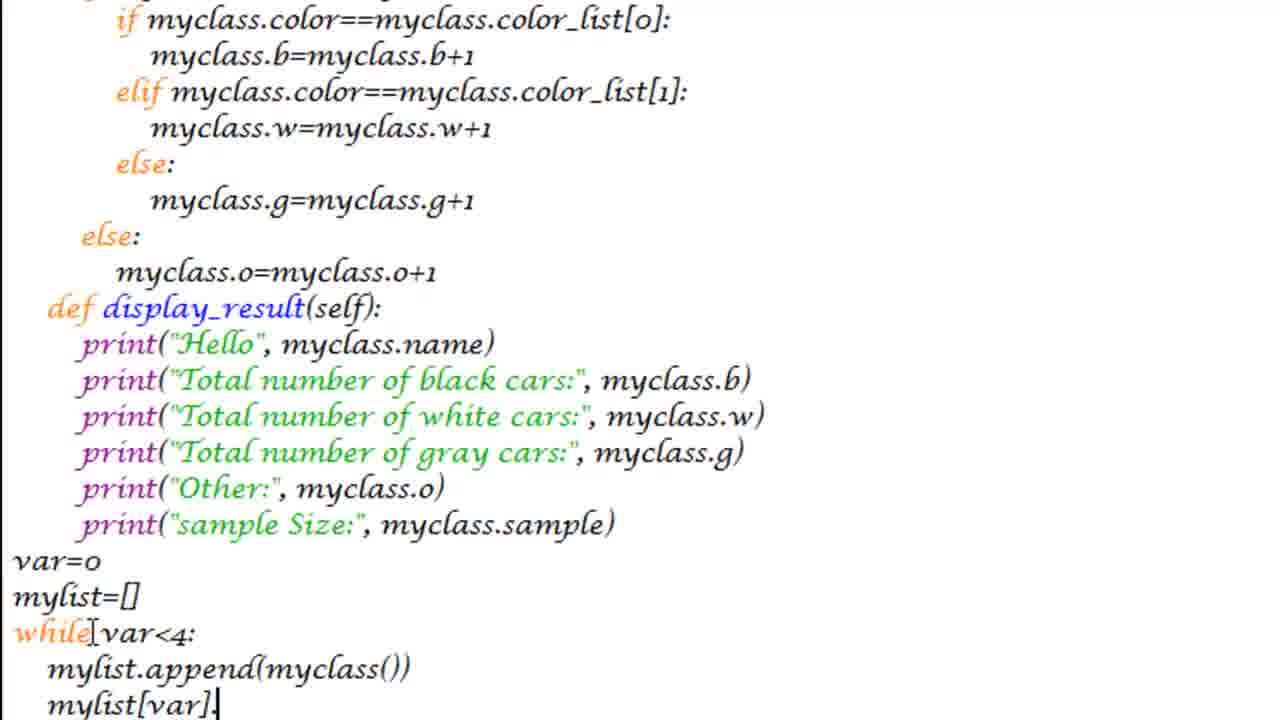 if myclass.color==myclass.color_list[0]:
myclass.b=myclass.b+1
elif myclass.color==myclass.color_list[1]:
myclass.w=myclass.w+1
else:
myclass.g=myclass.g+1
else:
myclass.o=myclass.o+1
def display_result(self):
print("Hello", myclass.name)
print("Total number of black cars:", myclass.b)
print("Total number of white cars:", myclass.w)
print("Total number of gray cars:", myclass.g)
print("Other:", myclass.o)
print("sample Size:", myclass.sample)
var=0
mylist=[]
while var<4:
mylist.append(myclass())
mylist[var].